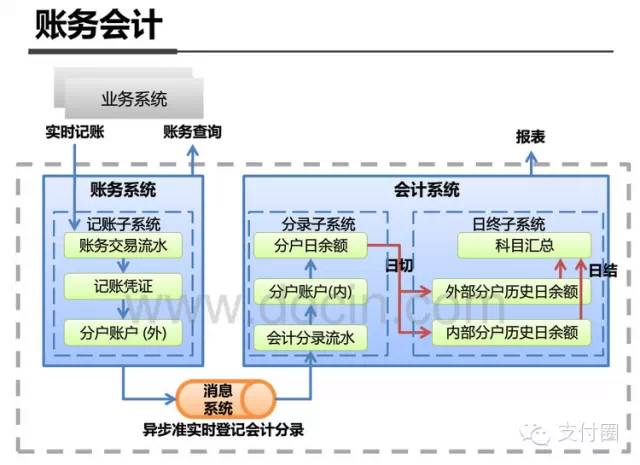 账务会计
业务系统
实时记账
账务查询
报表
账务系统
会计系统
记账子系统
分录子系统
日终子系统
账务交易流水
分户日余额
科目汇总
日切
日结
记账凭证
分户账户(内)
外部分户历史日余额
www.docin.com
分户账户 (外)
会计分录流水
内部分户历史日余额
消息
系统
异步准实时登记会计分录
支付圈